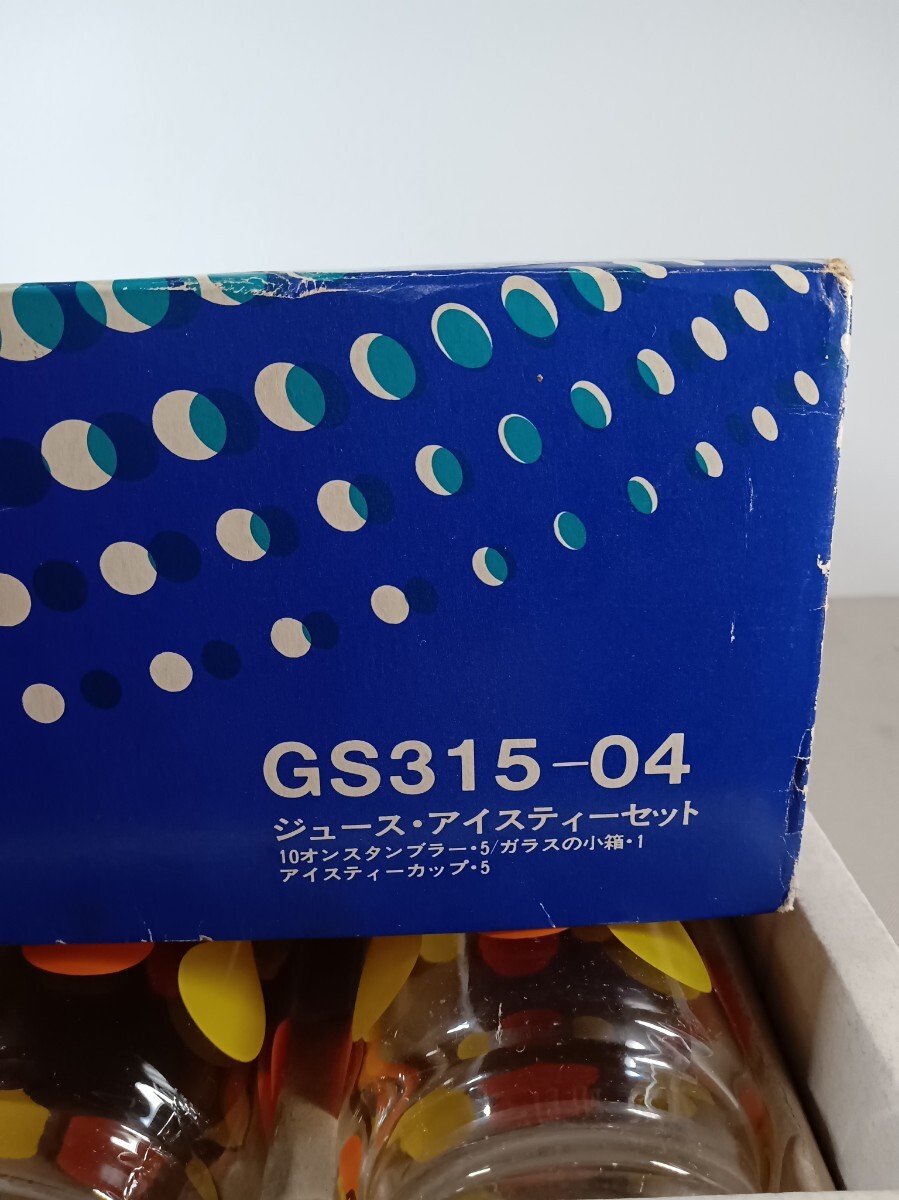 GS315-04
ジュース・アイスティーセット
10オンスタンブラー・5/ガラスの小箱・1
アイスティーカップ・5